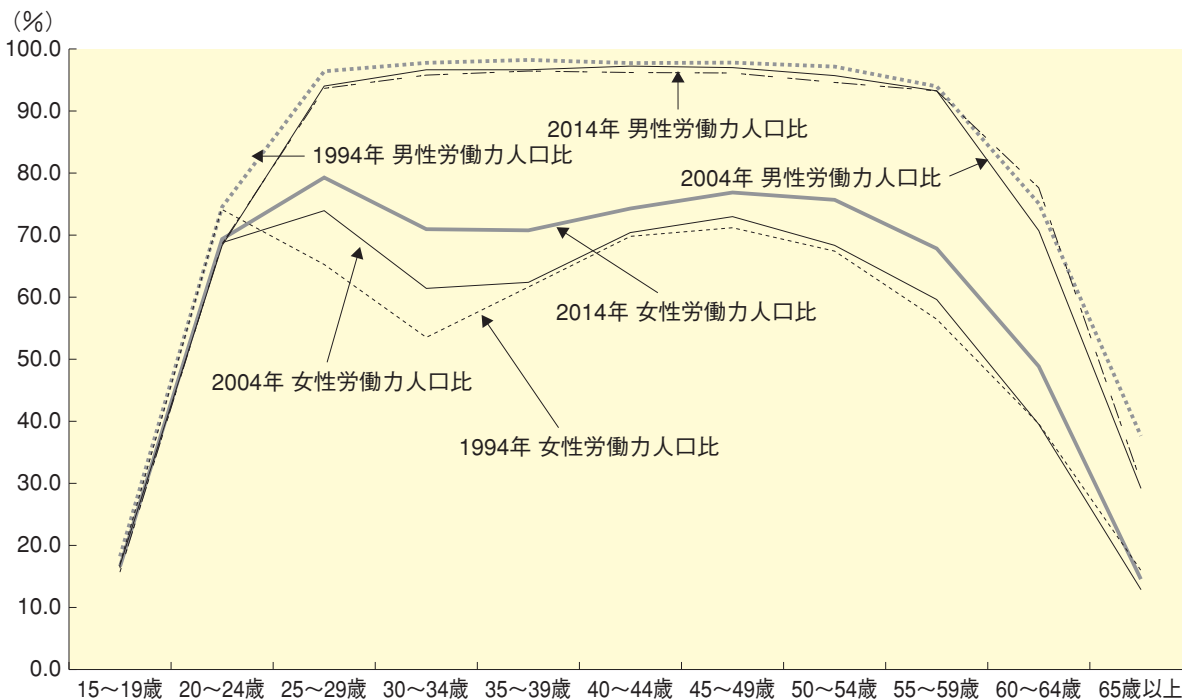 (%)
100.0
90.0
80.0
70.0
60.0
50.0
40.0
30.0
20.0
10.0
0.0
2014年 男性労働力人口比
1994年 男性労働力人口比
2004年 男性労働力人口比
2014年 女性労働力人口比
2004年 女性労働力人口比
1994年 女性労働力人口比
15~19歳 20~24歳 25~29歳 30~34歳 35~39歳 40~44歳 45~49歳 50~54歳 55~59歳 60~64歳 65歳以上